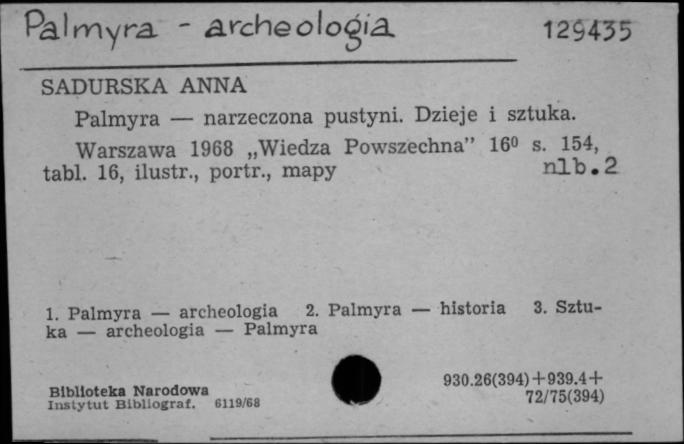 Palmyra - archeologia 129435
SADURSKA ANNA
Palmyra — narzeczona pustyni. Dzieje i sztuka.
Warszawa 1968 „Wiedza Powszechna” 16⁰ s. 154,
tabl. 16, ilustr., portr., mapy nlb.2
1. Palmyra — archeologia 2. Palmyra — historia 3. Sztu-
ka — archeologia — Palmyra
Biblioteka Narodowa
Instytut Bibliograf. 6119/68
930.26(394)+939.4+
72/75(394)